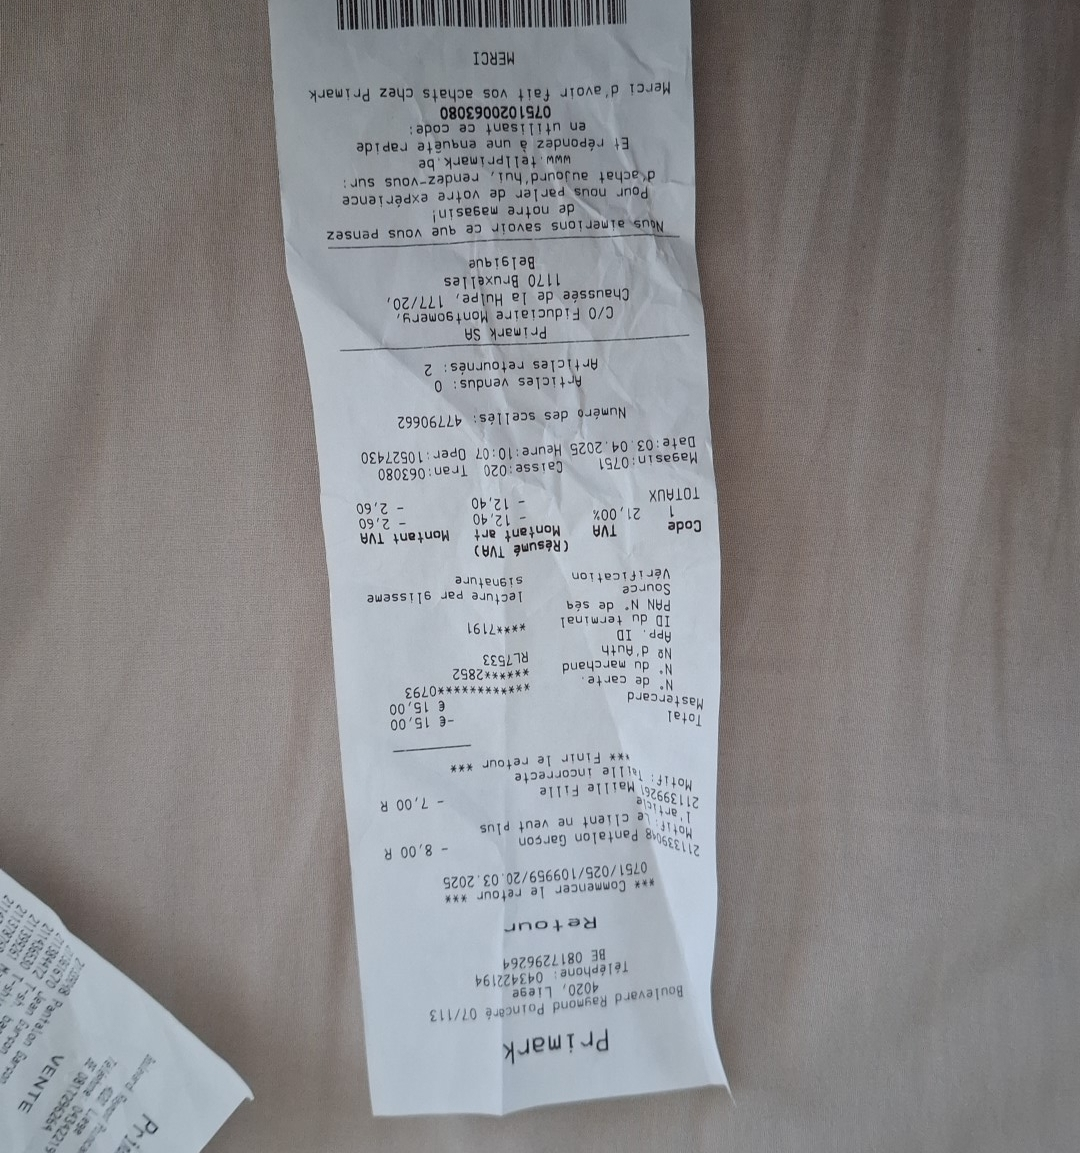 Primark
Boulevard Raymond Poincaré 07/113
4020, Liege
Téléphone: 043422194
BE 0817296264
Retour
*** Commencer le retour ***
0751/025/109959/20.03.2025
211339048 Pantalon Garçon - 8,00 R
Motif: Le client ne veut plus
l'article
211399261 Maille Fille - 7,00 R
Motif: Taille incorrecte
*** Finir le retour ***
Total -€ 15,00
Mastercard € 15,00
N° de carte. *************0793
N° du marchand ******2852
Nº d'Auth RL7533
App. ID
ID du terminal ****7191
PAN N° de séq
Source lecture par glisseme
Vérification signature
(Résumé TVA)
Code TVA Montant art Montant TVA
1 21,00% - 12,40 - 2,60
TOTAUX - 12,40 - 2,60
Magasin:0751 Caisse:020 Tran:063080
Date:03.04.2025 Heure:10:07 Oper:10527430
Numéro des scellés: 47790662
Articles vendus: 0
Articles retournés: 2
Primark SA
C/O Fiduciaire Montgomery,
Chaussée de la Hulpe, 177/20,
1170 Bruxelles
Belgique
Nous aimerions savoir ce que vous pensez
de notre magasin!
Pour nous parler de votre expérience
d'achat aujourd'hui, rendez-vous sur:
www.tellprimark.be
Et répondez à une enquête rapide
en utilisant ce code:
0751020063080
Merci d'avoir fait vos achats chez Primark
MERCI
Pri
VENTE
Pantalon Garçon
Jean Garçon